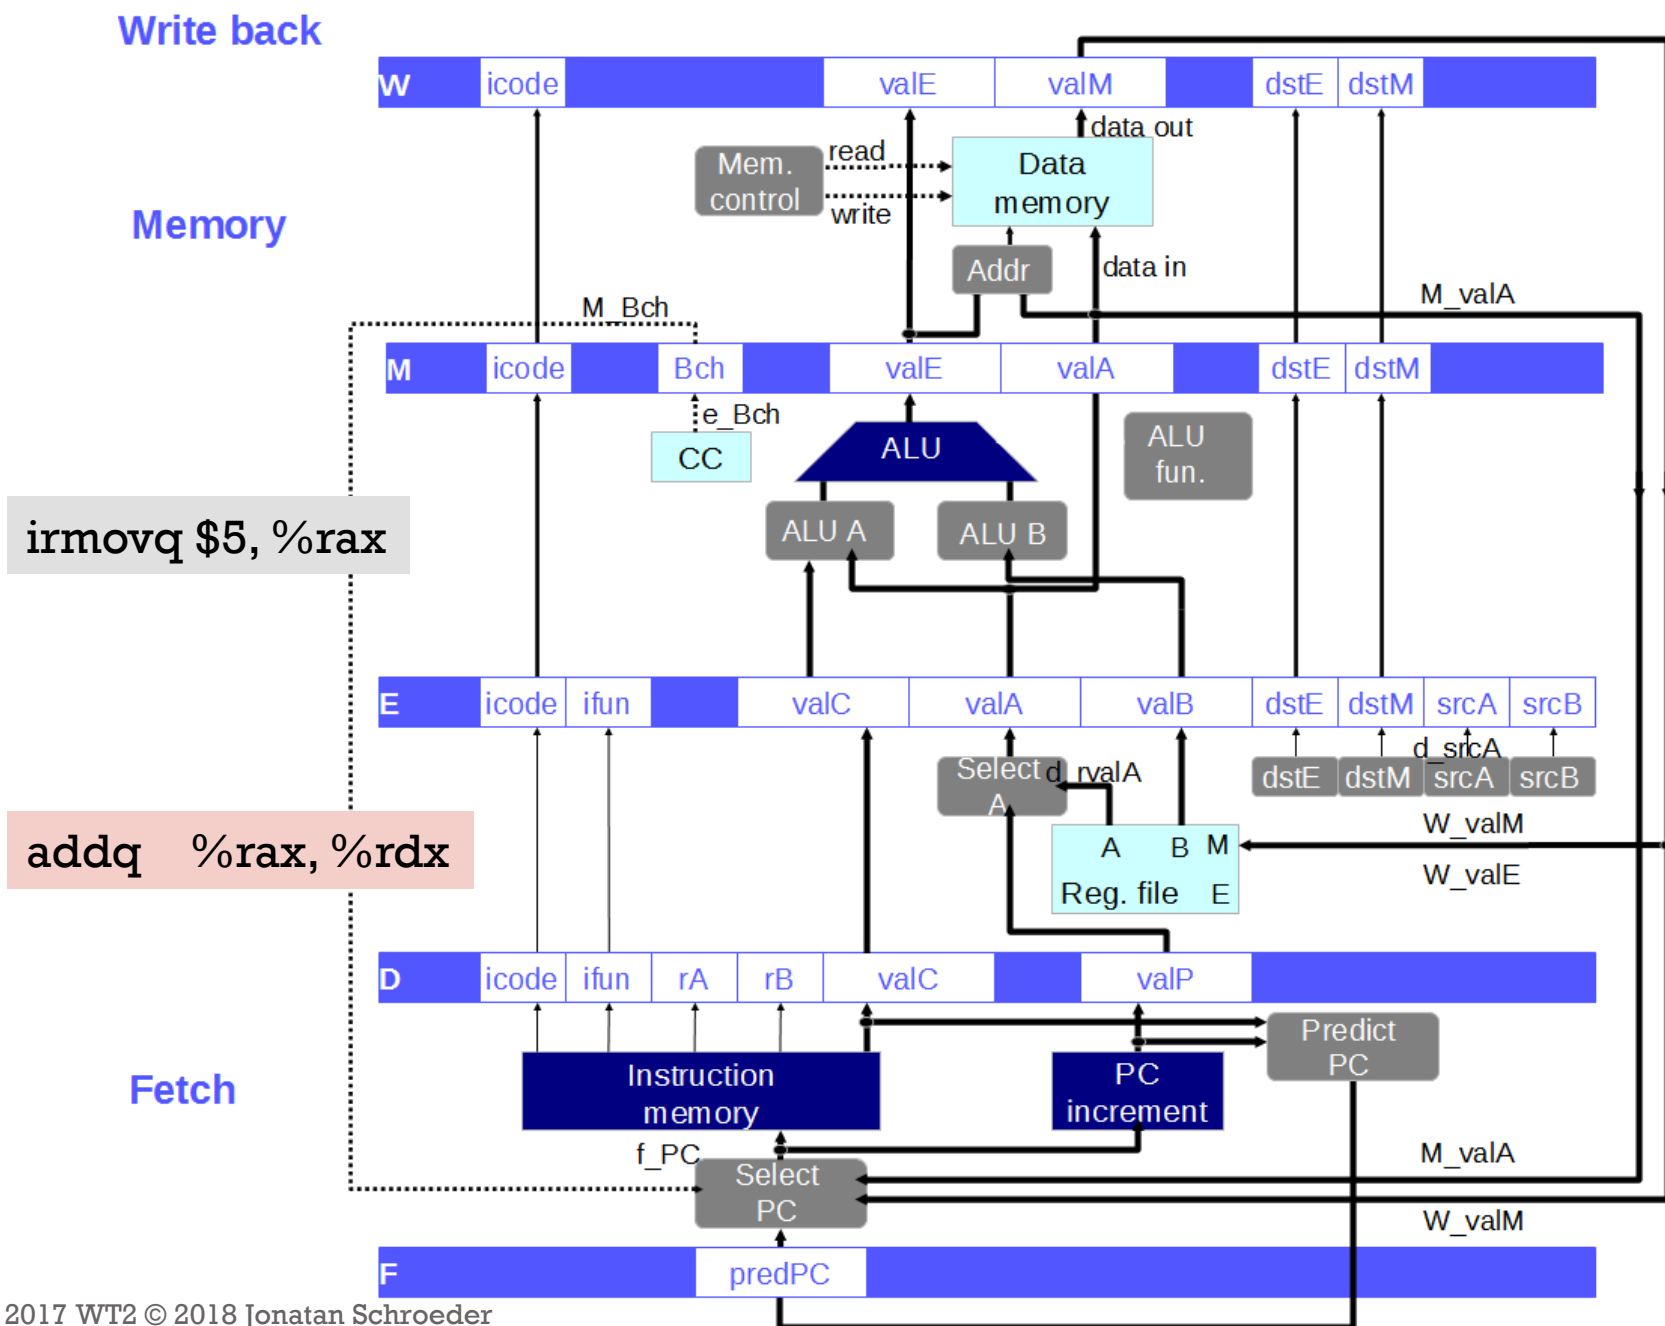 Write back
W icode valE valM dstE dstM
data out
read
Mem.
control
Data
memory
write
Memory
Addr
data in
M_Bch
M_valA
M icode Bch valE valA dstE dstM
e_Bch
CC
ALU
ALU
fun.
irmovq $5, %rax
ALU A
ALU B
E icode ifun valC valA valB dstE dstM srcA srcB
d_srcA
Select
A
d_rvalA
dstE dstM srcA srcB
addq %rax, %rdx
W_valM
A B M
W_valE
Reg. file E
D icode ifun rA rB valC valP
Predict
PC
Fetch
Instruction
memory
PC
increment
f_PC
M_valA
Select
PC
W_valM
F predPC
2017 WT2 © 2018 Jonatan Schroeder